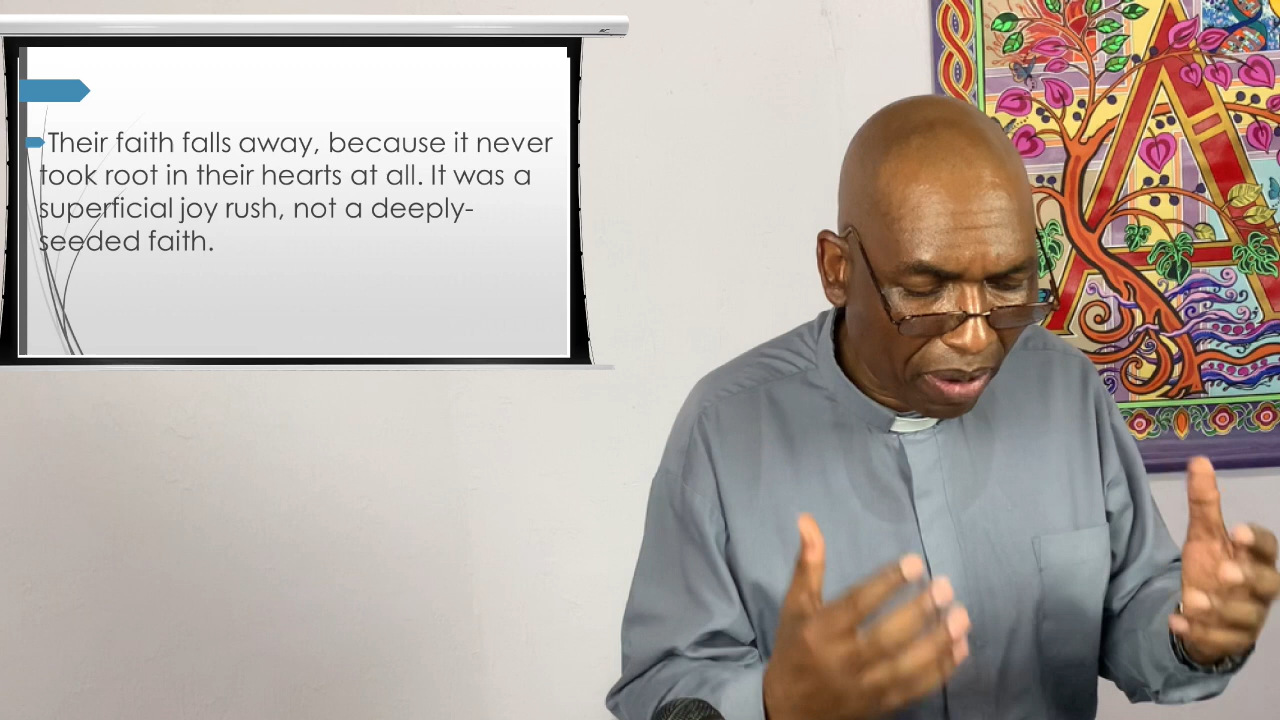 Their faith falls away, because it never
took root in their hearts at all. It was a
superficial joy rush, not a deeply-
seeded faith.
A